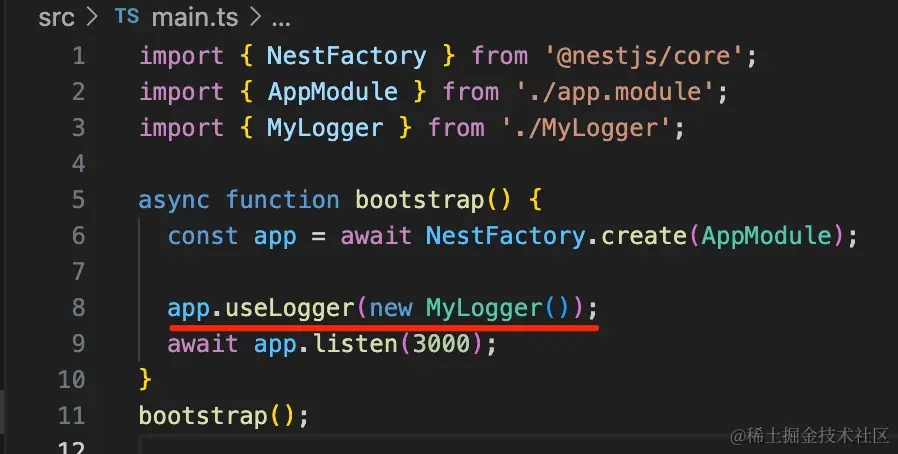 src > TS main.ts > ...
1 import { NestFactory } from '@nestjs/core';
2 import { AppModule } from './app.module';
3 import { MyLogger } from './MyLogger';
4
5 async function bootstrap() {
6   const app = await NestFactory.create(AppModule);
7
8   app.useLogger(new MyLogger());
9   await app.listen(3000);
10 }
11 bootstrap();
12
@稀土掘金技术社区